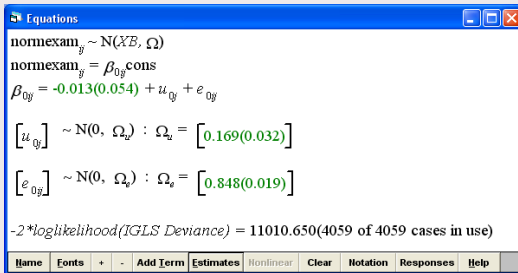 Equations
normexam_ij ~ N(XB, Ω)
normexam_ij = β_0ij cons
β_0ij = -0.013(0.054) + u_0j + e_0ij
[u_0j] ~ N(0, Ω_u) : Ω_u = [0.169(0.032)]
[e_0ij] ~ N(0, Ω_e) : Ω_e = [0.848(0.019)]
-2*loglikelihood(IGLS Deviance) = 11010.650(4059 of 4059 cases in use)
Name Fonts + - Add Term Estimates Nonlinear Clear Notation Responses Help